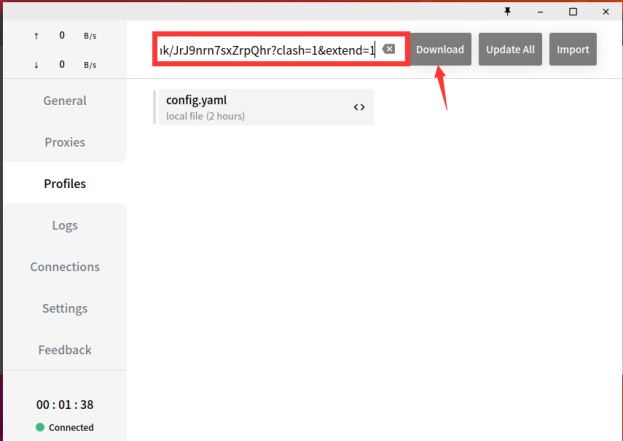 ↑ 0 B/s
↓ 0 B/s
nk/JrJ9nrn7sxZrpQhr?clash=1&extend=1
Download
Update All
Import
config.yaml
local file (2 hours)
<>
General
Proxies
Profiles
Logs
Connections
Settings
Feedback
00 : 01 : 38
Connected